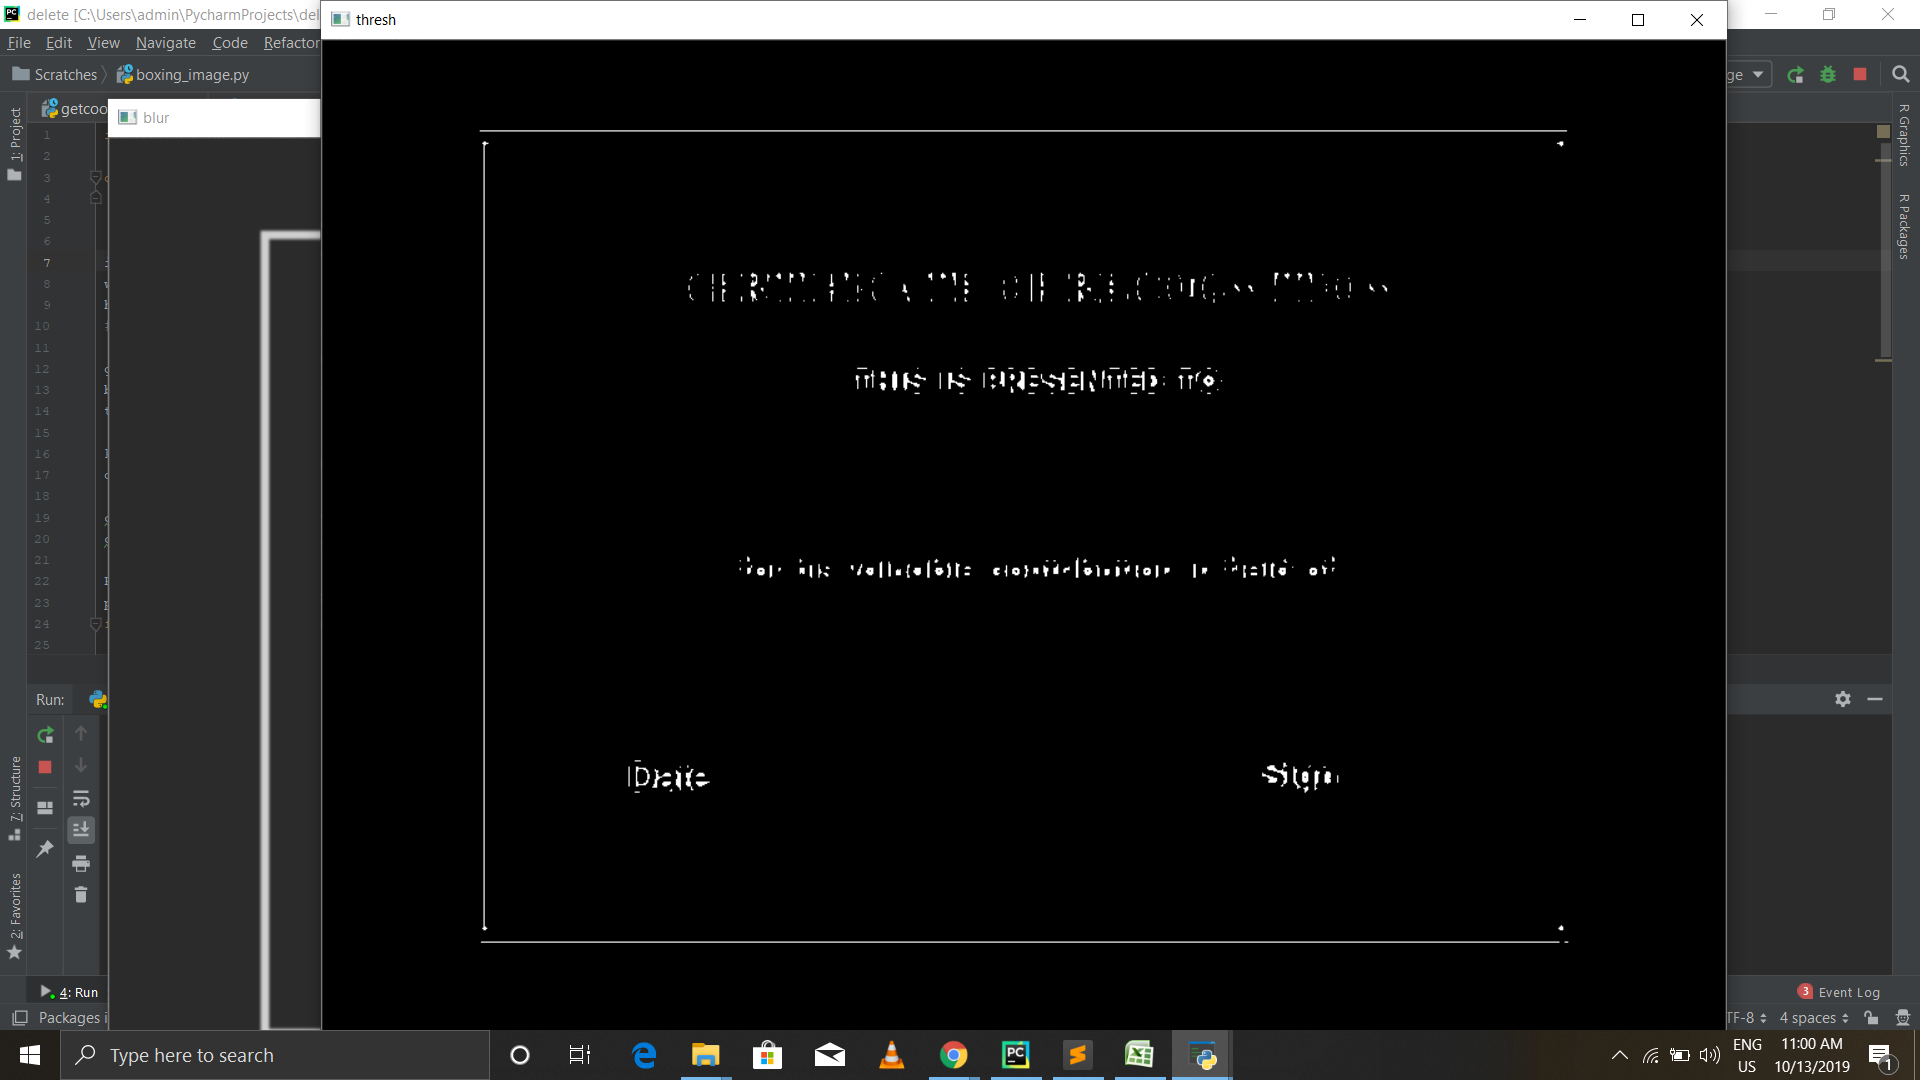 delete [C:\Users\admin\PycharmProjects\del
thresh
File Edit View Navigate Code Refactor
Scratches boxing_image.py
ge
getcoo
blur
1: Project
R Graphics
R Packages
1
2
3
4
5
6
7
8
9
10
11
12
13
14
15
16
17
18
19
20
21
22
23
24
25
CERTIFICATE OF RECOGNITION
THIS IS PRESENTED TO
for his valuable contribution in field of
Date
Sign
Run:
7: Structure
2: Favorites
4: Run
3 Event Log
Packages i
TF-8 4 spaces
Type here to search
ENG
US
11:00 AM
10/13/2019
1